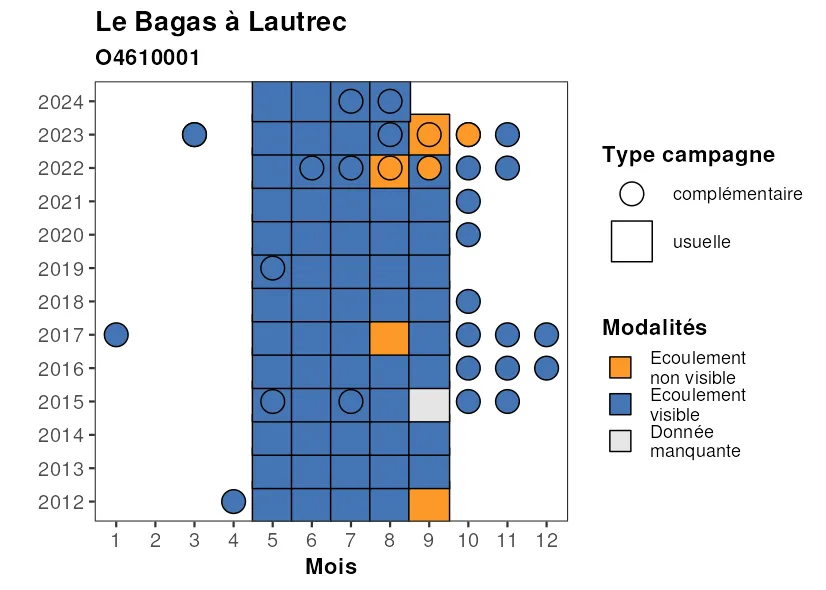 Le Bagas à Lautrec
O4610001
2024
2023
2022
2021
2020
2019
2018
2017
2016
2015
2014
2013
2012
1 2 3 4 5 6 7 8 9 10 11 12
Mois
Type campagne
complémentaire
usuelle
Modalités
Ecoulement
non visible
Ecoulement
visible
Donnée
manquante